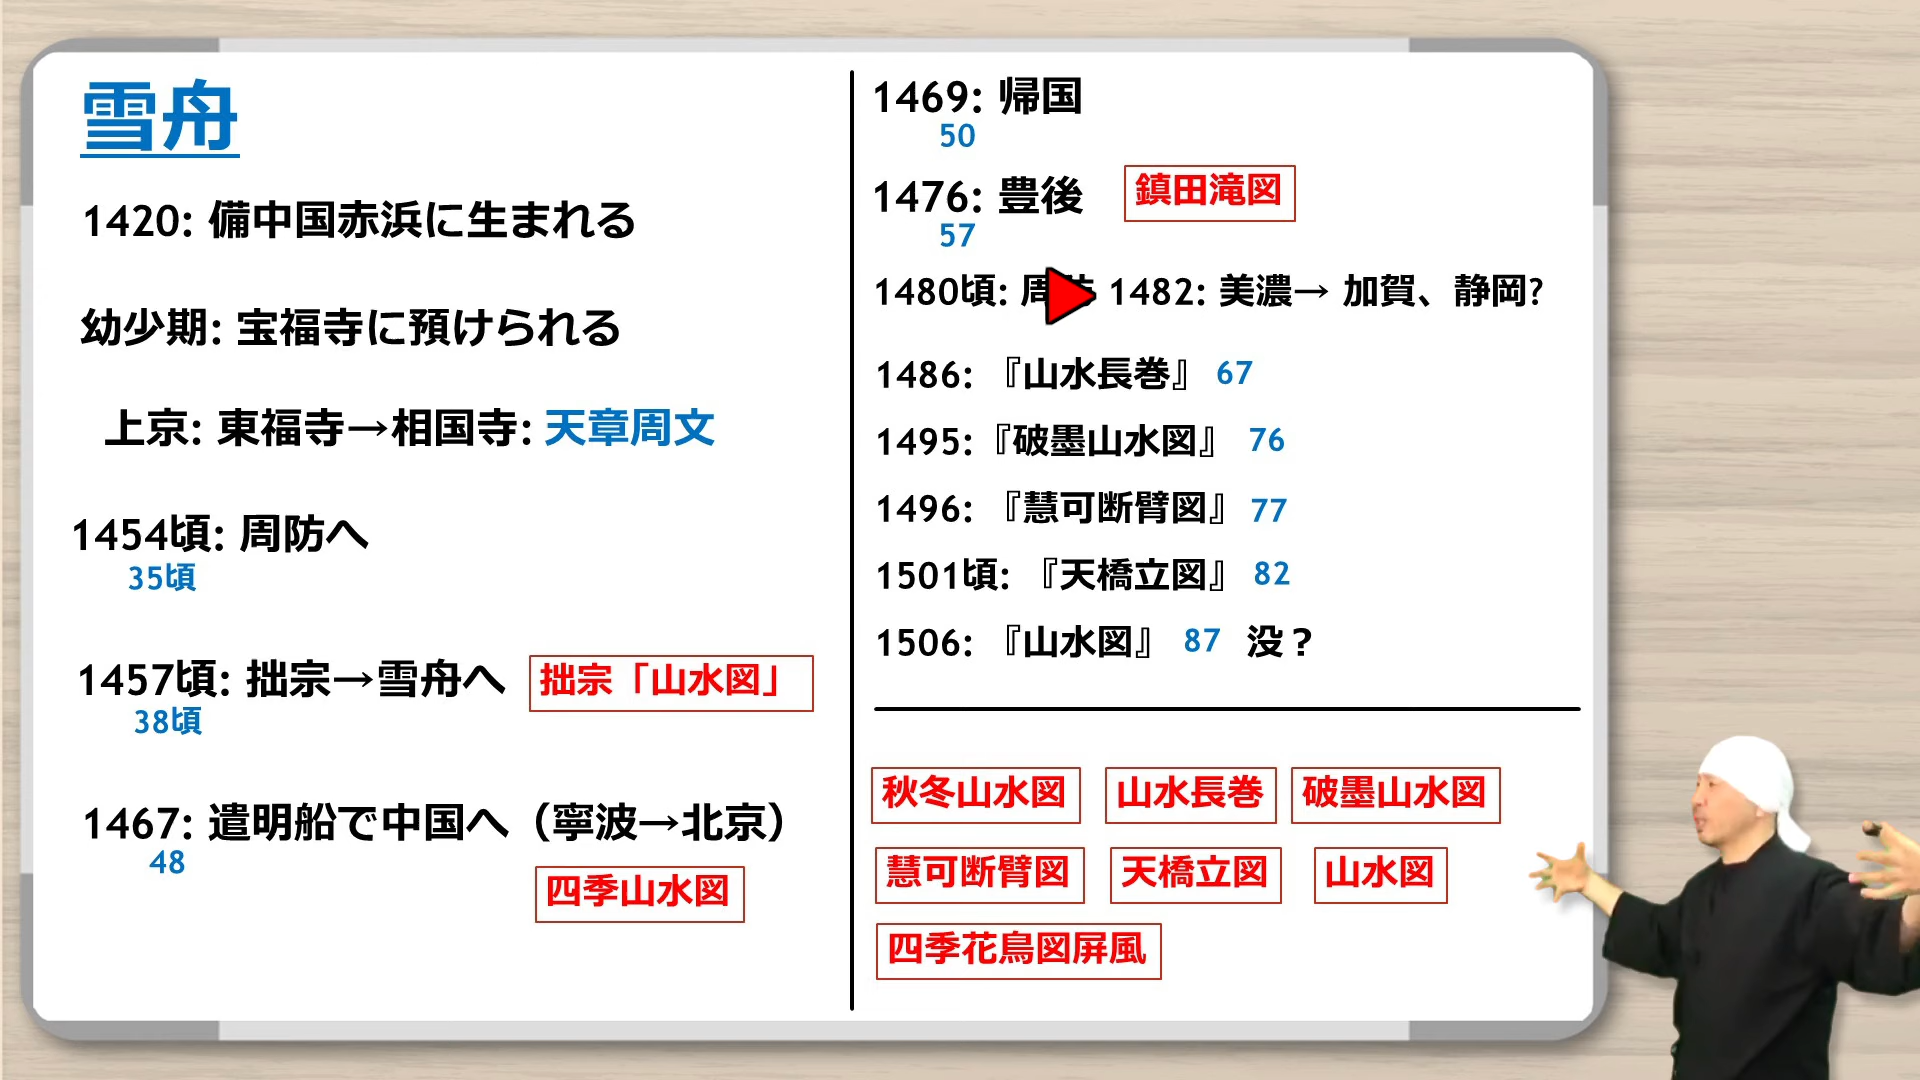 雪舟
1420: 備中国赤浜に生まれる
幼少期: 宝福寺に預けられる
上京: 東福寺→相国寺: 天章周文
1454頃: 周防へ
35頃
1457頃: 拙宗→雪舟へ 拙宗「山水図」
38頃
1467: 遣明船で中国へ（寧波→北京）
48
四季山水図
1469: 帰国
50
1476: 豊後 鎮田滝図
57
1480頃: 周防 1482: 美濃→ 加賀、静岡?
1486: 『山水長巻』 67
1495:『破墨山水図』 76
1496: 『慧可断臂図』 77
1501頃: 『天橋立図』 82
1506: 『山水図』 87 没？
秋冬山水図 山水長巻 破墨山水図
慧可断臂図 天橋立図 山水図
四季花鳥図屏風